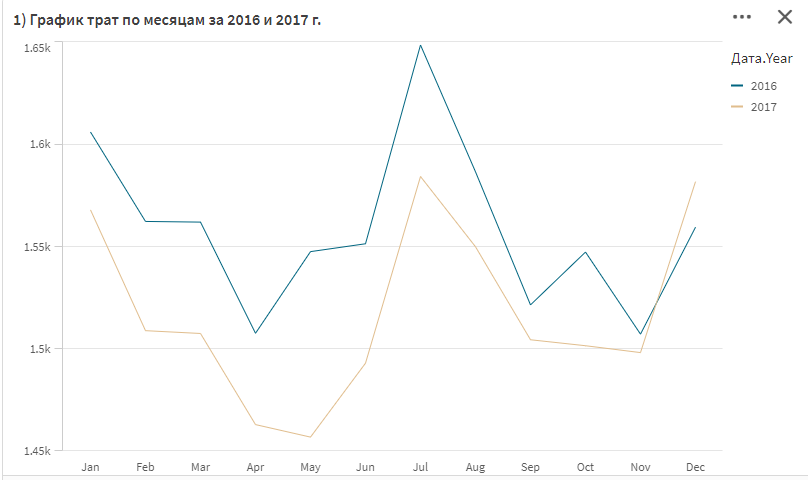 1) График трат по месяцам за 2016 и 2017 г.
Дата.Year
2016
2017
1.65k
1.6k
1.55k
1.5k
1.45k
Jan Feb Mar Apr May Jun Jul Aug Sep Oct Nov Dec